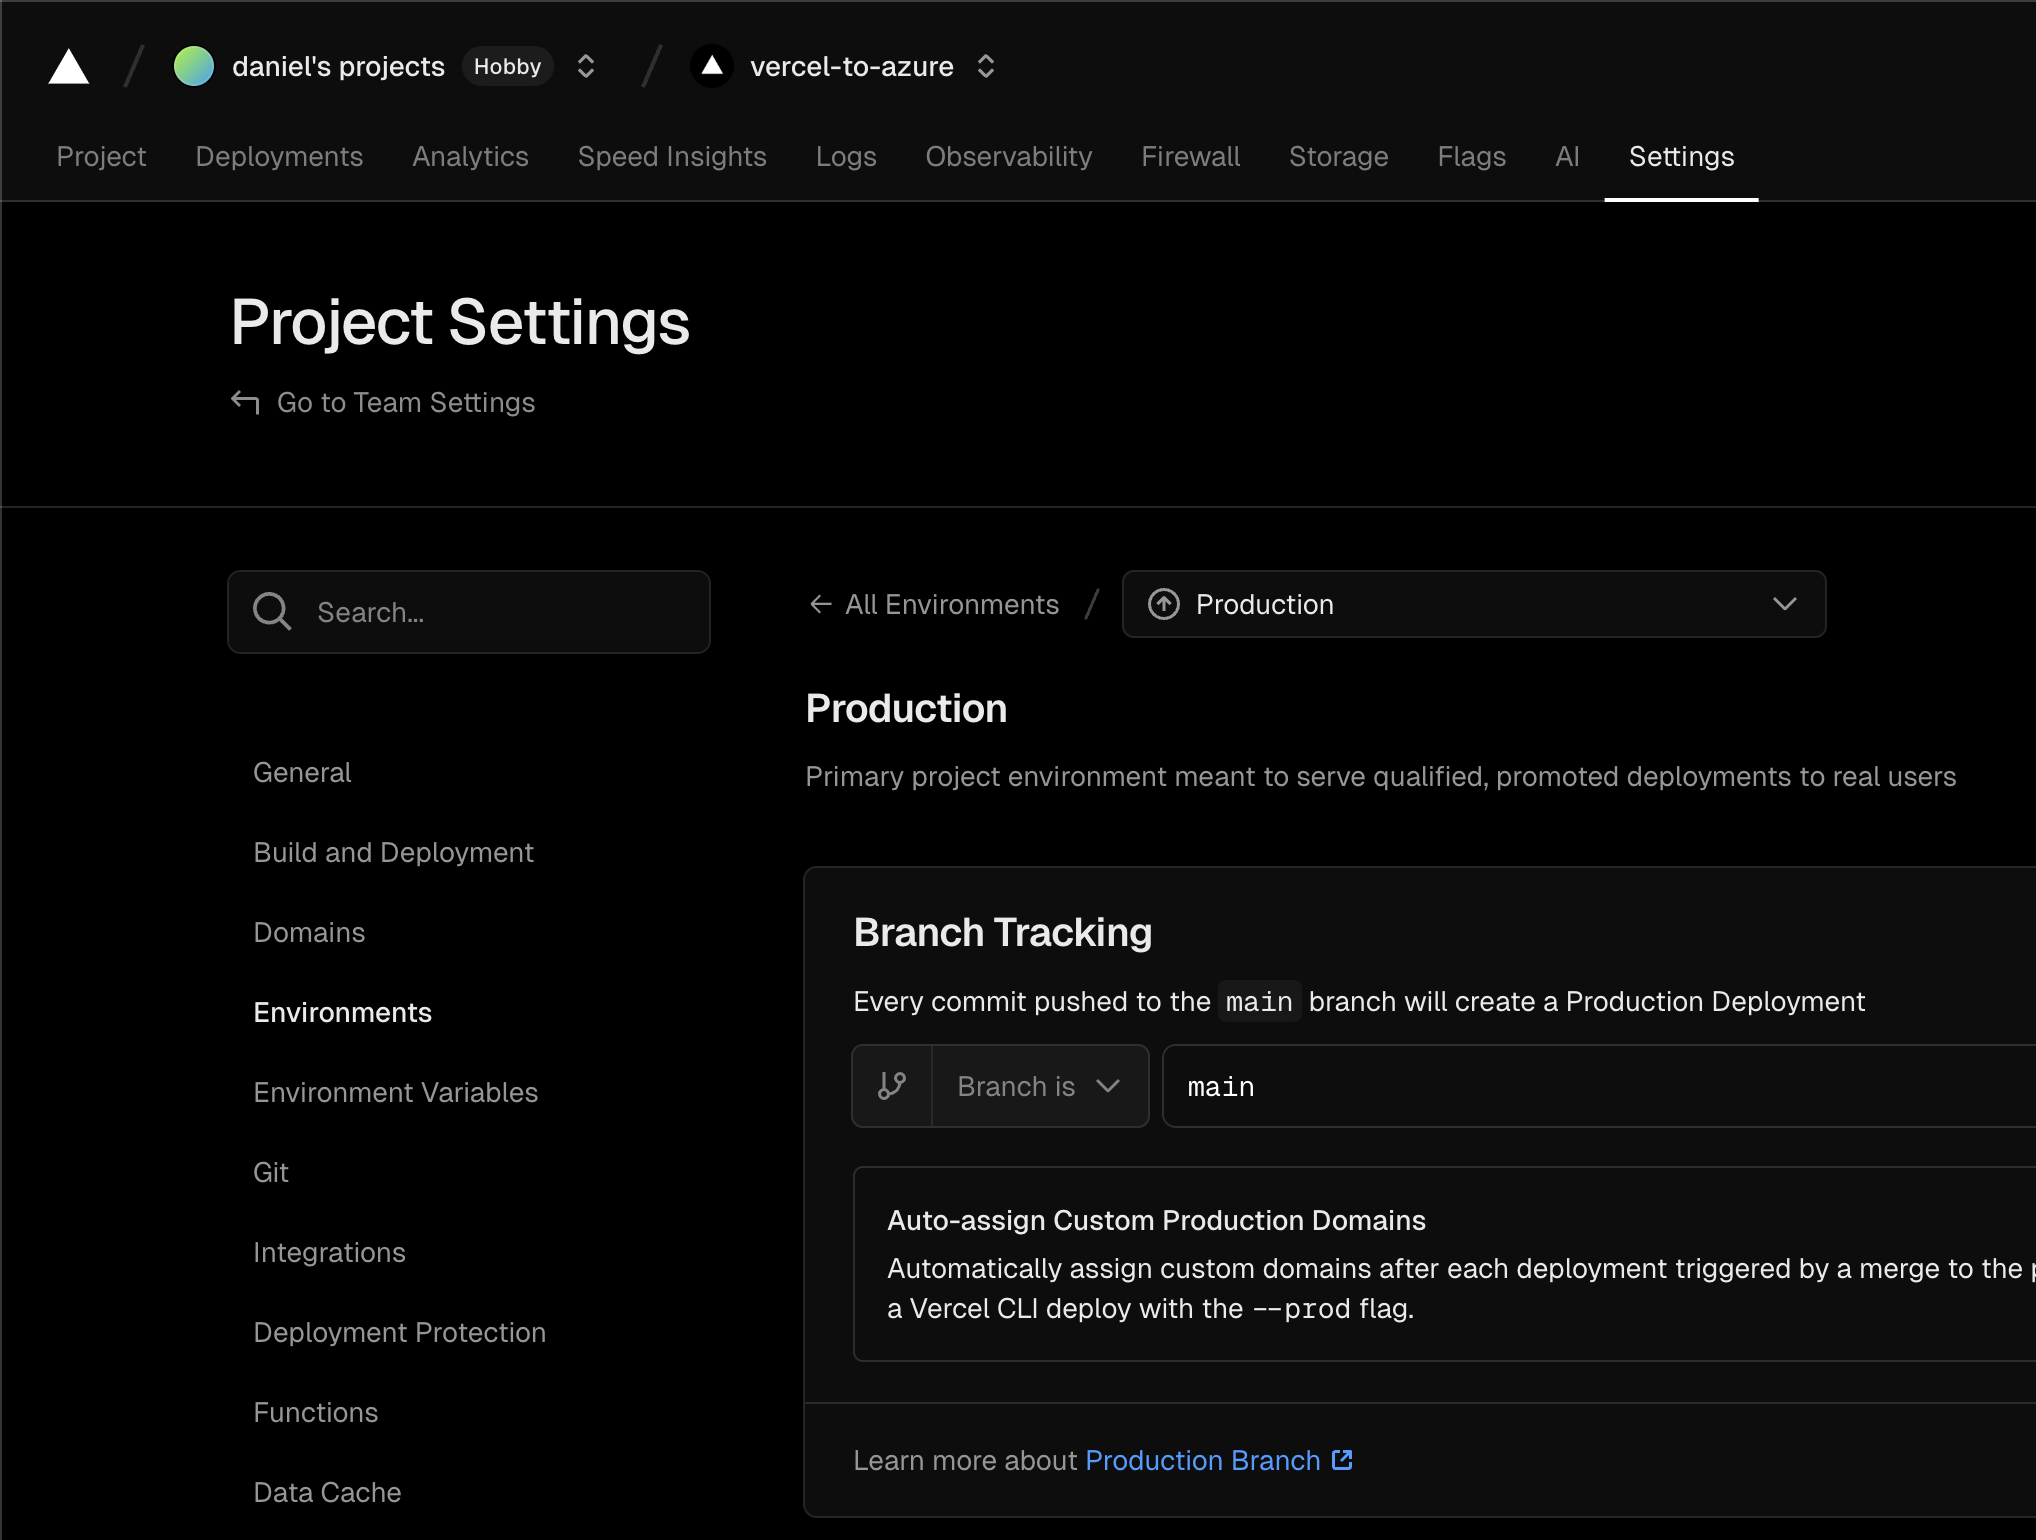 daniel's projects Hobby vercel-to-azure
Project Deployments Analytics Speed Insights Logs Observability Firewall Storage Flags AI Settings
Project Settings
Go to Team Settings
Search...
General
Build and Deployment
Domains
Environments
Environment Variables
Git
Integrations
Deployment Protection
Functions
Data Cache
All Environments / Production
Production
Primary project environment meant to serve qualified, promoted deployments to real users
Branch Tracking
Every commit pushed to the main branch will create a Production Deployment
Branch is main
Auto-assign Custom Production Domains
Automatically assign custom domains after each deployment triggered by a merge to the
a Vercel CLI deploy with the --prod flag.
Learn more about Production Branch